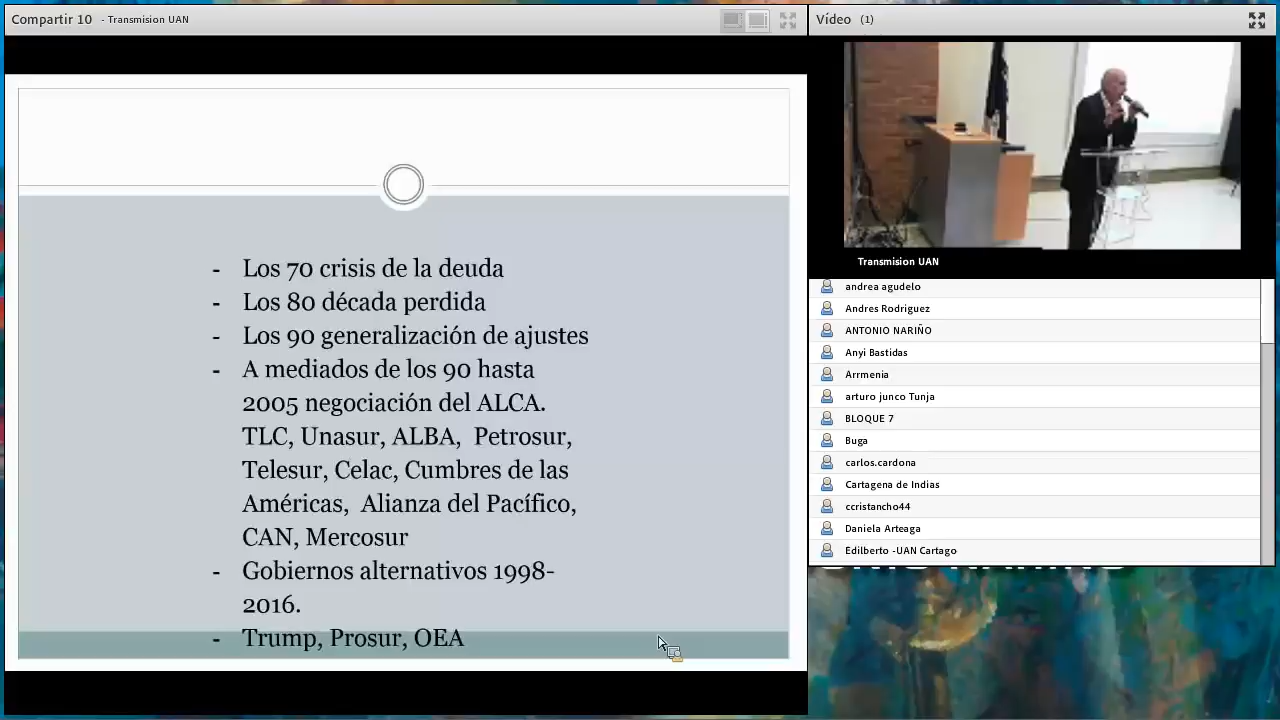 Compartir 10 - Transmision UAN
- Los 70 crisis de la deuda
- Los 80 década perdida
- Los 90 generalización de ajustes
- A mediados de los 90 hasta
2005 negociación del ALCA.
TLC, Unasur, ALBA, Petrosur,
Telesur, Celac, Cumbres de las
Américas, Alianza del Pacífico,
CAN, Mercosur
- Gobiernos alternativos 1998-
2016.
- Trump, Prosur, OEA
Vídeo (1)
Transmision UAN
andrea agudelo
Andres Rodriguez
ANTONIO NARIÑO
Anyi Bastidas
Arrmenia
arturo junco Tunja
BLOQUE 7
Buga
carlos.cardona
Cartagena de Indias
ccristancho44
Daniela Arteaga
Edilberto -UAN Cartago